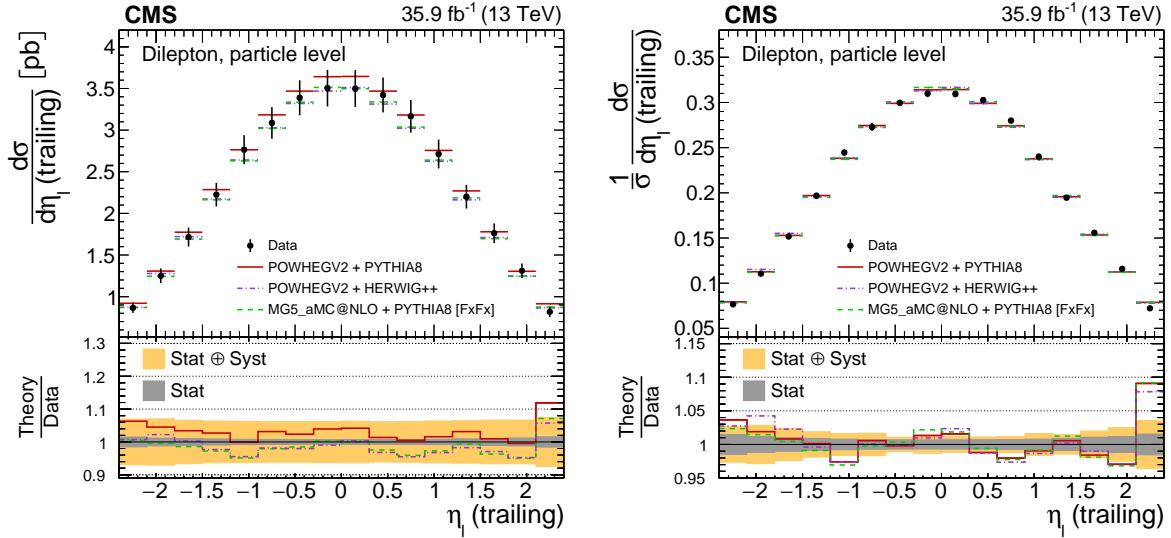 CMS 35.9 fb⁻¹ (13 TeV)
dσ/dη_l (trailing) [pb]
4
3.5
3
2.5
2
1.5
1
Dilepton, particle level
Data
POWHEGV2 + PYTHIA8
POWHEGV2 + HERWIG++
MG5_aMC@NLO + PYTHIA8 [FxFx]
Theory/Data
1.3
1.2
1.1
1
0.9
Stat ⊕ Syst
Stat
−2 −1.5 −1 −0.5 0 0.5 1 1.5 2
η_l (trailing)
CMS 35.9 fb⁻¹ (13 TeV)
1/σ dσ/dη_l (trailing)
0.35
0.3
0.25
0.2
0.15
0.1
0.05
Dilepton, particle level
Data
POWHEGV2 + PYTHIA8
POWHEGV2 + HERWIG++
MG5_aMC@NLO + PYTHIA8 [FxFx]
Theory/Data
1.15
1.1
1.05
1
0.95
Stat ⊕ Syst
Stat
−2 −1.5 −1 −0.5 0 0.5 1 1.5 2
η_l (trailing)